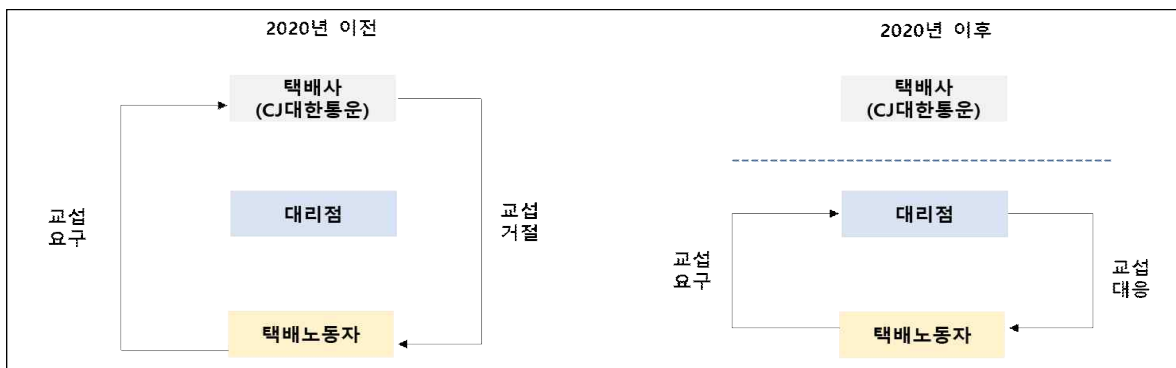 2020년 이전
택배사
(CJ대한통운)
대리점
교섭
요구
교섭
거절
택배노동자
2020년 이후
택배사
(CJ대한통운)
대리점
교섭
요구
교섭
대응
택배노동자